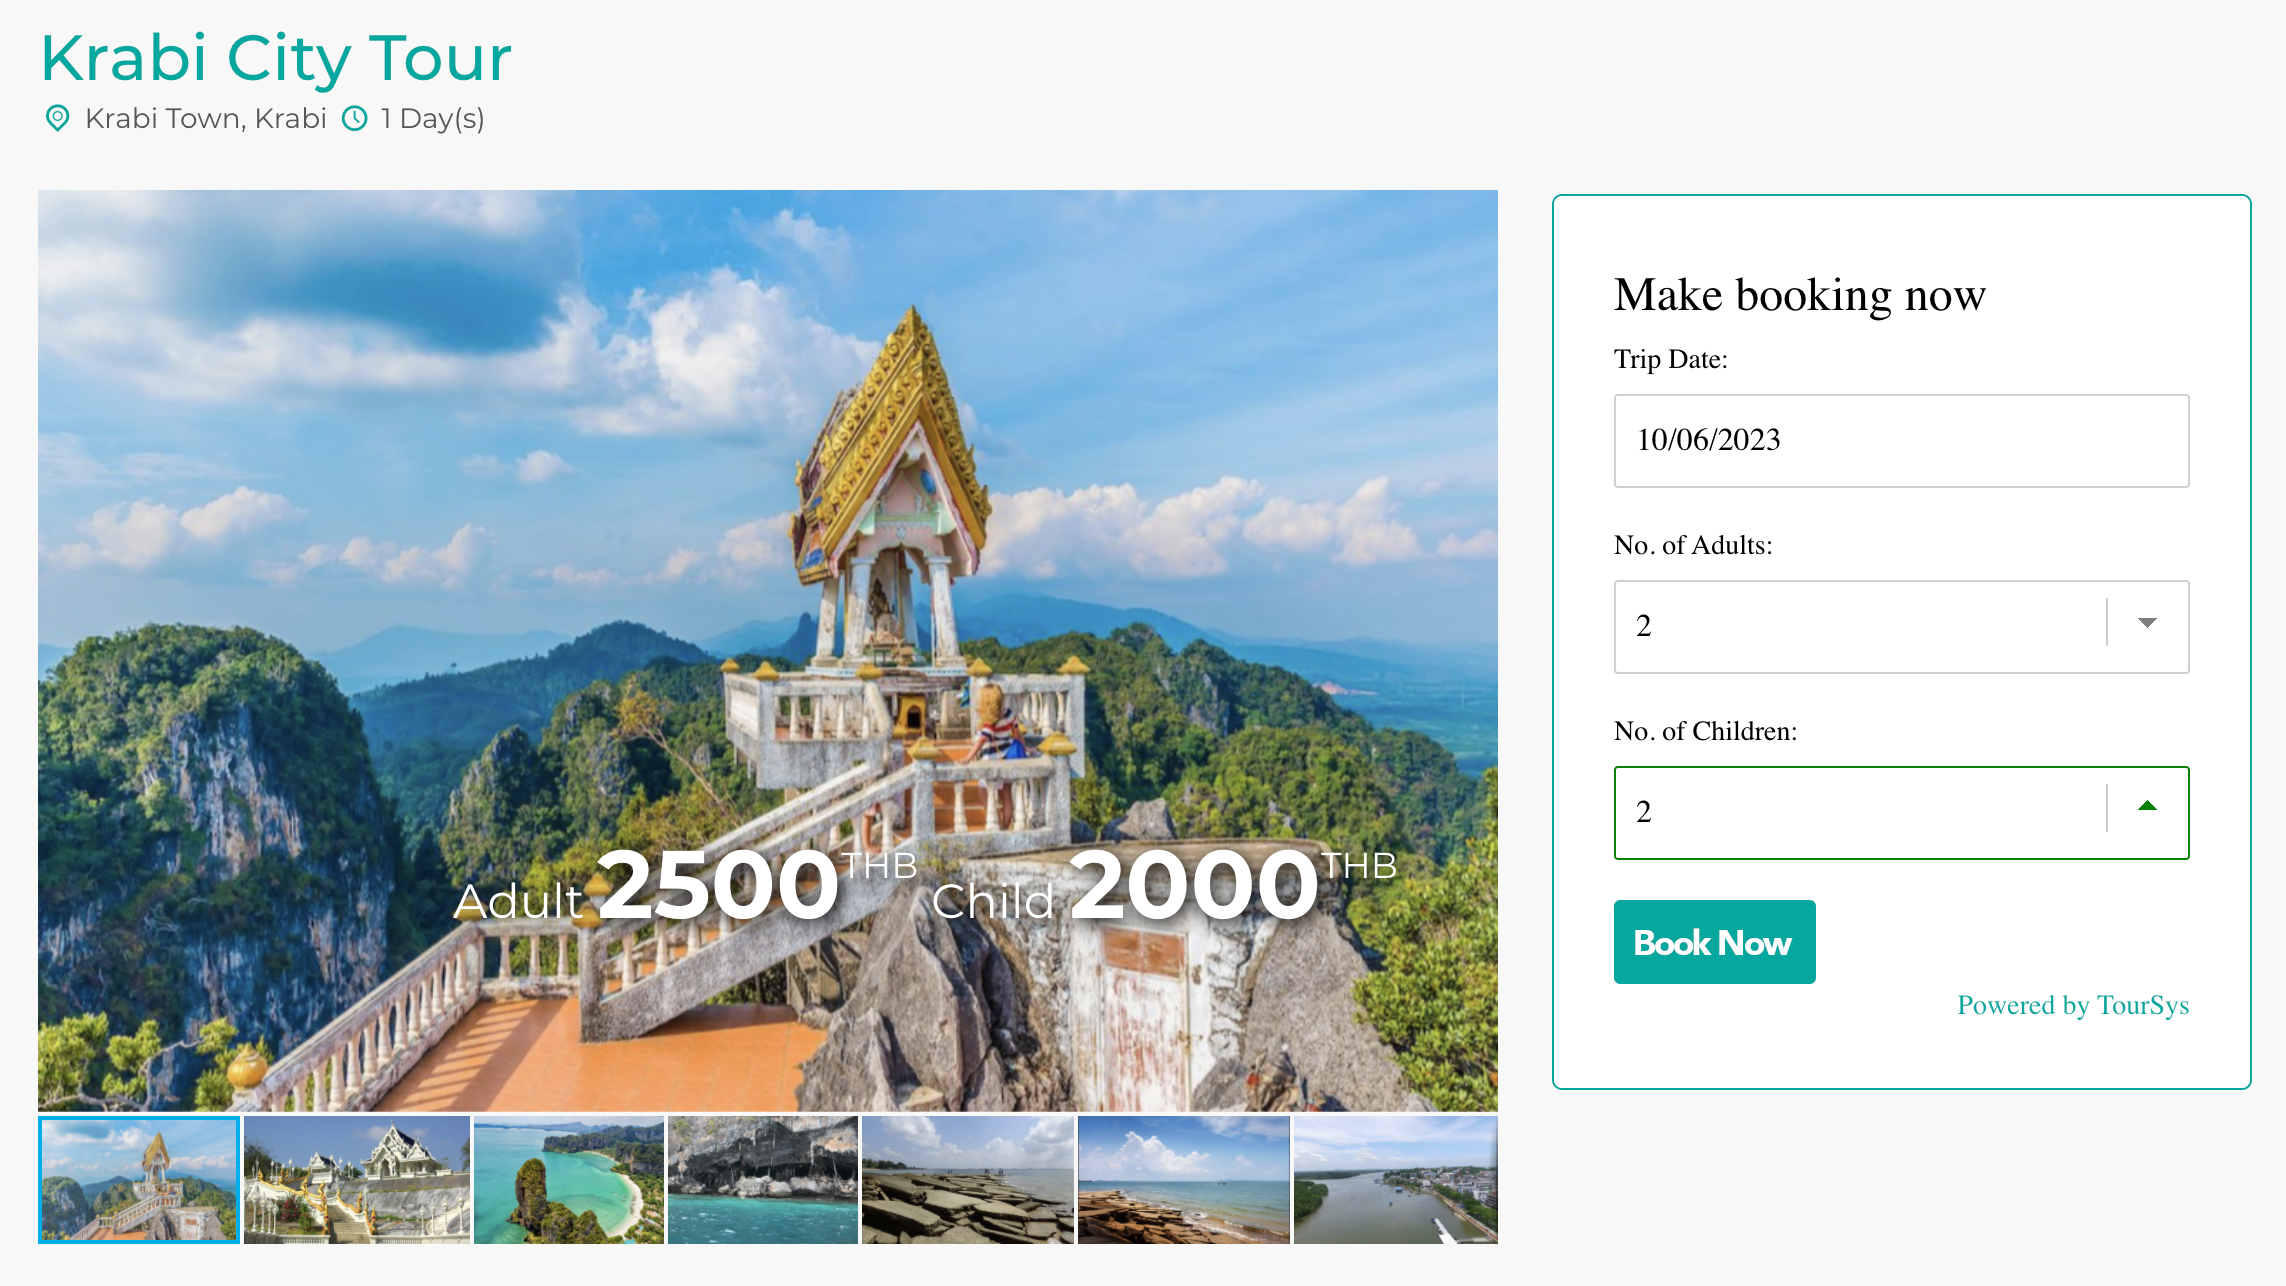 Krabi City Tour
Krabi Town, Krabi 1 Day(s)
Adult 2500 THB Child 2000 THB
Make booking now
Trip Date:
10/06/2023
No. of Adults:
2
No. of Children:
2
Book Now
Powered by TourSys